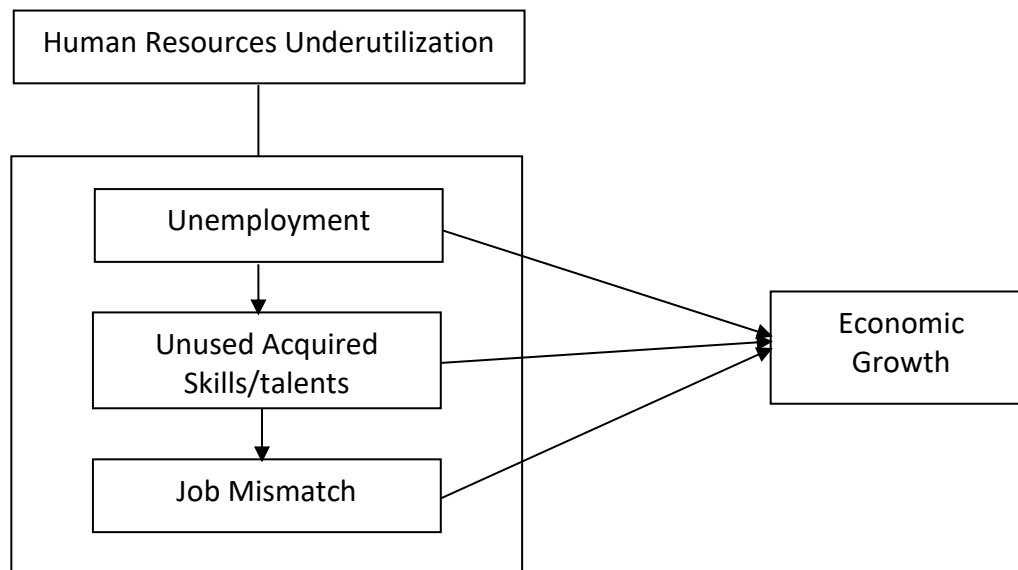 Human Resources Underutilization
Unemployment
Unused Acquired
Skills/talents
Job Mismatch
Economic
Growth